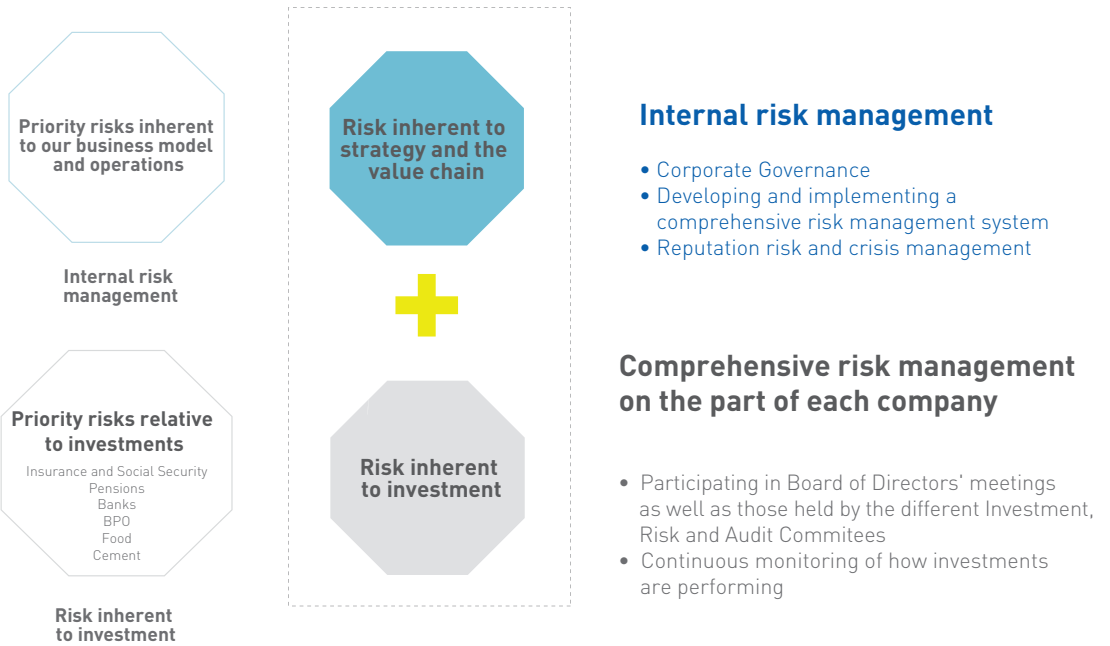 Priority risks inherent
to our business model
and operations
Internal risk
management
Risk inherent to
strategy and the
value chain
Internal risk management
• Corporate Governance
• Developing and implementing a
comprehensive risk management system
• Reputation risk and crisis management
Priority risks relative
to investments
Insurance and Social Security
Pensions
Banks
BPO
Food
Cement
Risk inherent
to investment
Risk inherent
to investment
Comprehensive risk management
on the part of each company
• Participating in Board of Directors' meetings
as well as those held by the different Investment,
Risk and Audit Commitees
• Continuous monitoring of how investments
are performing